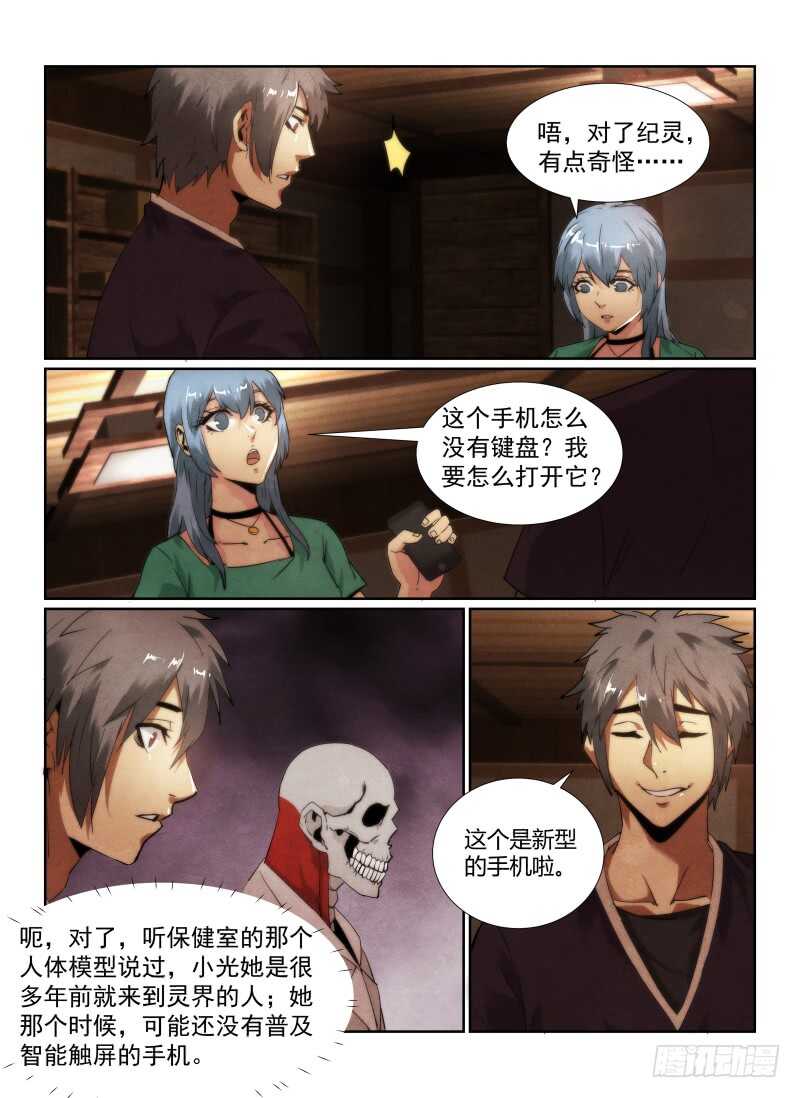 唔，对了纪灵，
有点奇怪……
这个手机怎么
没有键盘？我
要怎么打开它？
呃，对了，听保健室的那个
人体模型说过，小光她是很
多年前就来到灵界的人；她
那个时候，可能还没有普及
智能触屏的手机。
这个是新型
的手机啦。
腾讯动漫